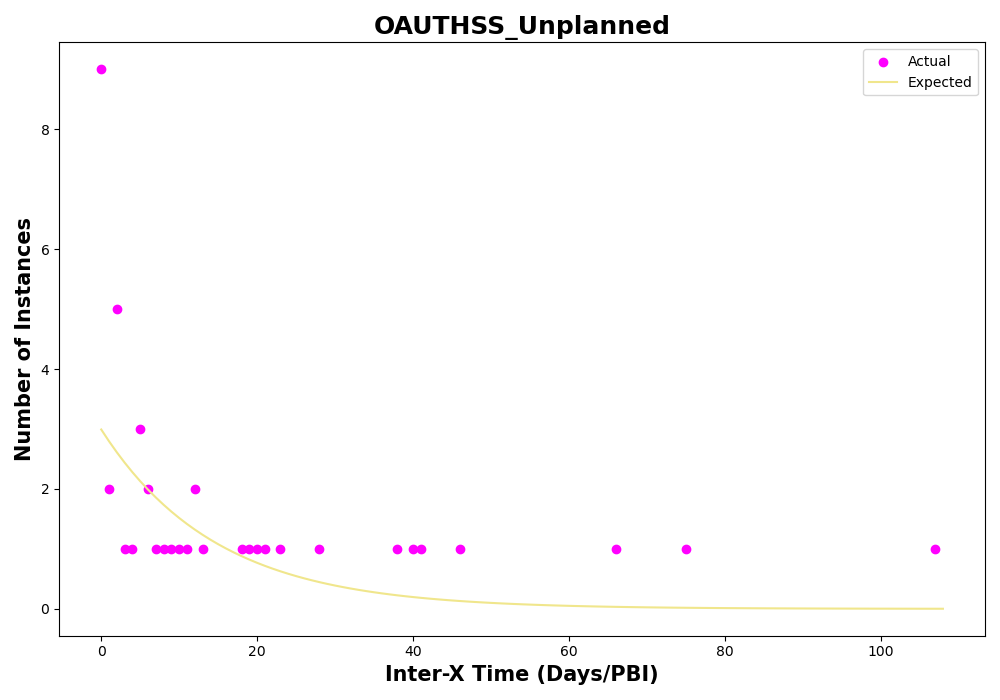 OAUTHSS_Unplanned
Actual
Expected
Number of Instances
8
6
4
2
0
0 20 40 60 80 100
Inter-X Time (Days/PBI)